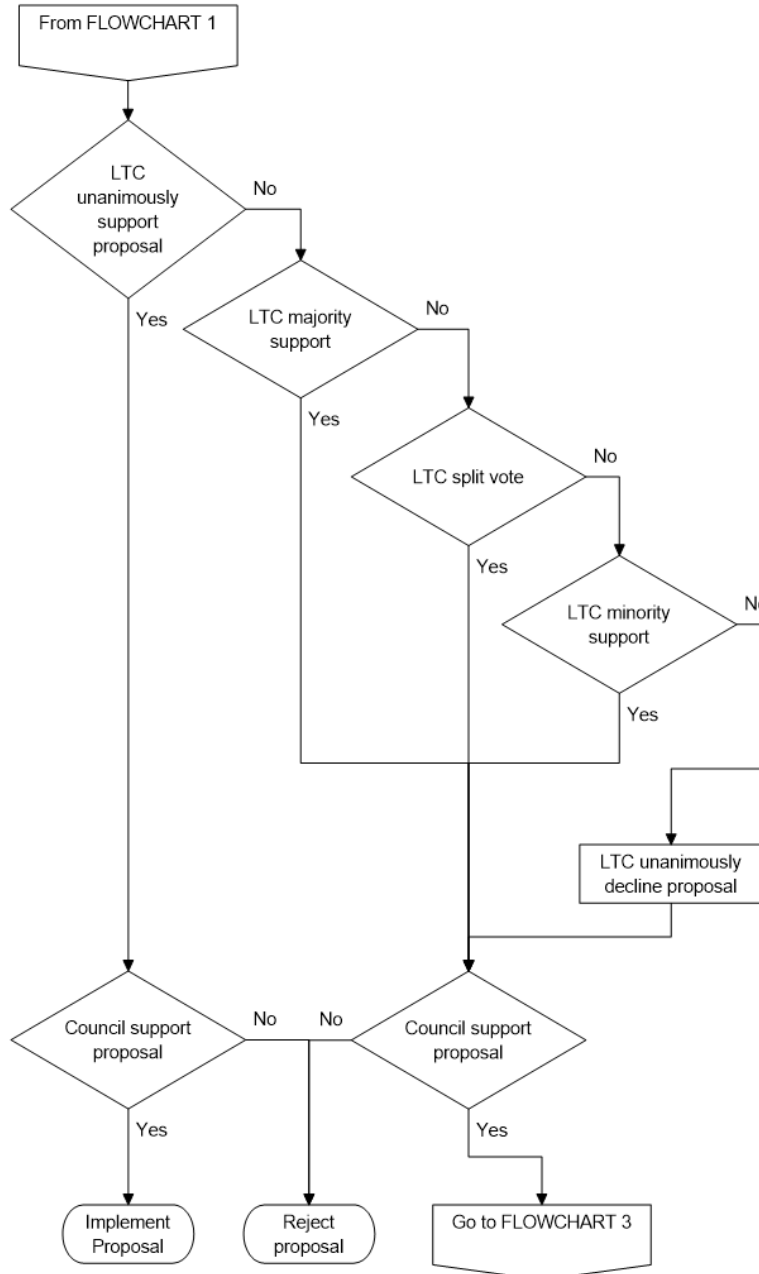 From FLOWCHART 1
LTC
unanimously
support
proposal
No
Yes
LTC majority
support
No
Yes
LTC split vote
No
Yes
LTC minority
support
No
Yes
LTC unanimously
decline proposal
Council support
proposal
No
No
Council support
proposal
Yes
Yes
Implement
Proposal
Reject
proposal
Go to FLOWCHART 3